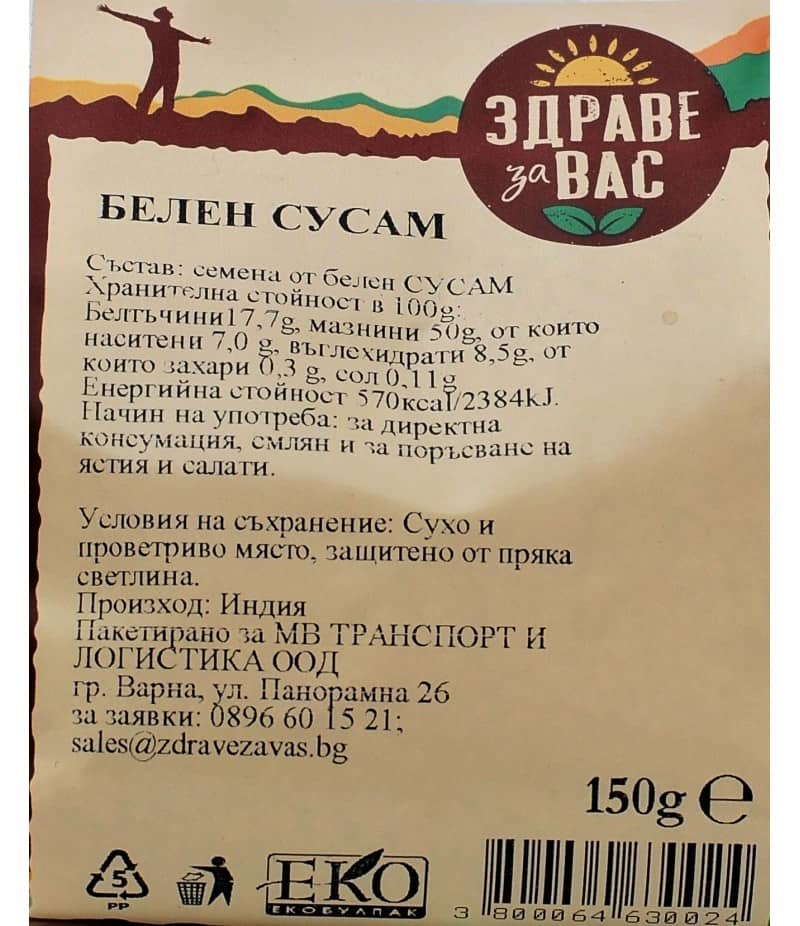 ЗДРАВЕ
за ВАС
БЕЛЕН СУСАМ
Състав: семена от белен СУСАМ
Хранителна стойност в 100g:
Белтъчини17,7g, мазнини 50g, от които
наситени 7,0 g, въглехидрати 8,5g, от
които захари 0,3 g, сол 0,11g
Енергийна стойност 570kcal/2384kJ.
Начин на употреба: за директна
консумация, смлян и за поръсване на
ястия и салати.
Условия на съхранение: Сухо и
проветриво място, защитено от пряка
светлина.
Произход: Индия
Пакетирано за МВ ТРАНСПОРТ И
ЛОГИСТИКА ООД
гр. Варна, ул. Панорамна 26
за заявки: 0896 60 15 21;
sales@zdravezavas.bg
150g ℮
5
PP
ЕКО
ЕКОБУЛПАК
3 800064 630024